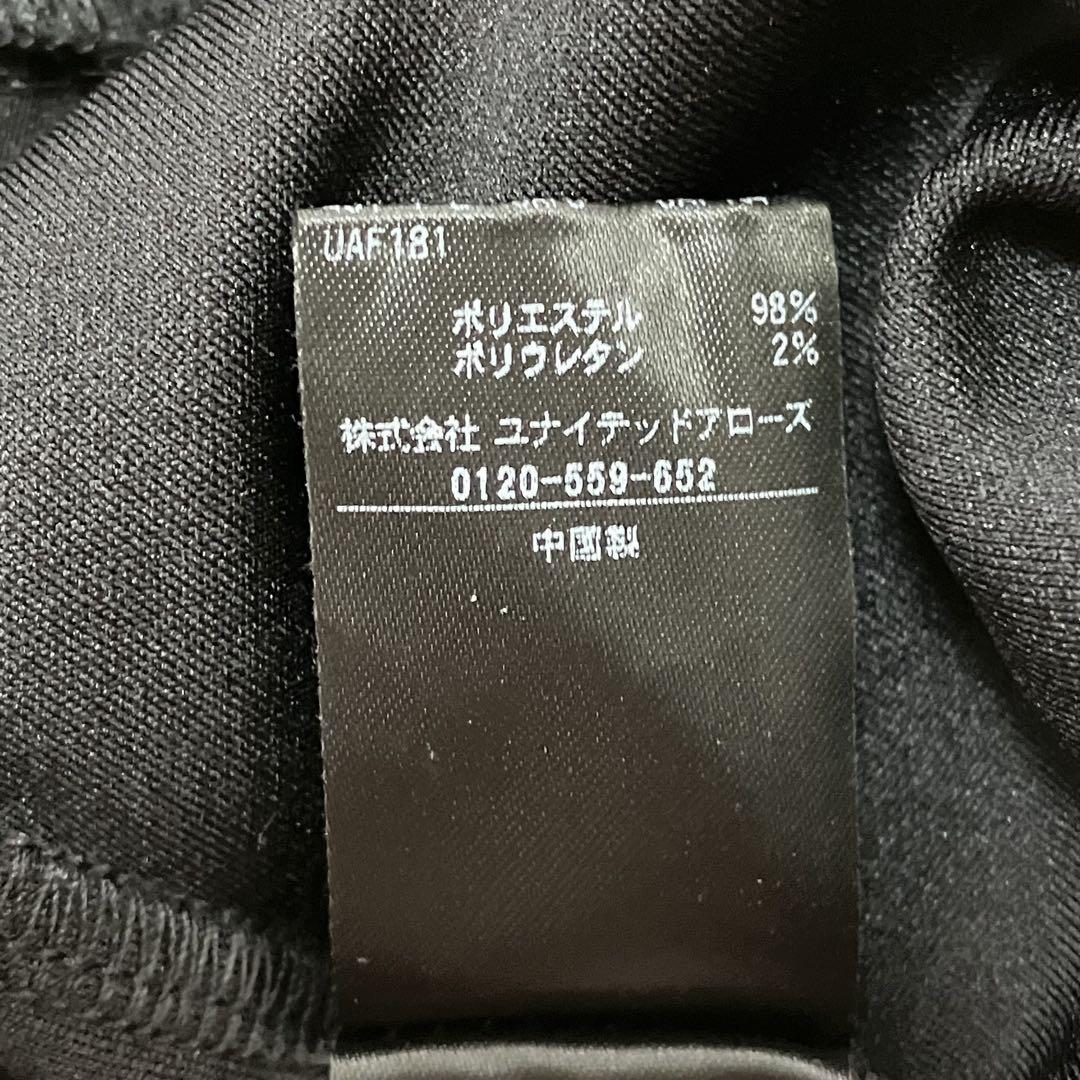 UAF181
ポリエステル 98%
ポリウレタン 2%
株式会社 ユナイテッドアローズ
0120-559-652
中国製